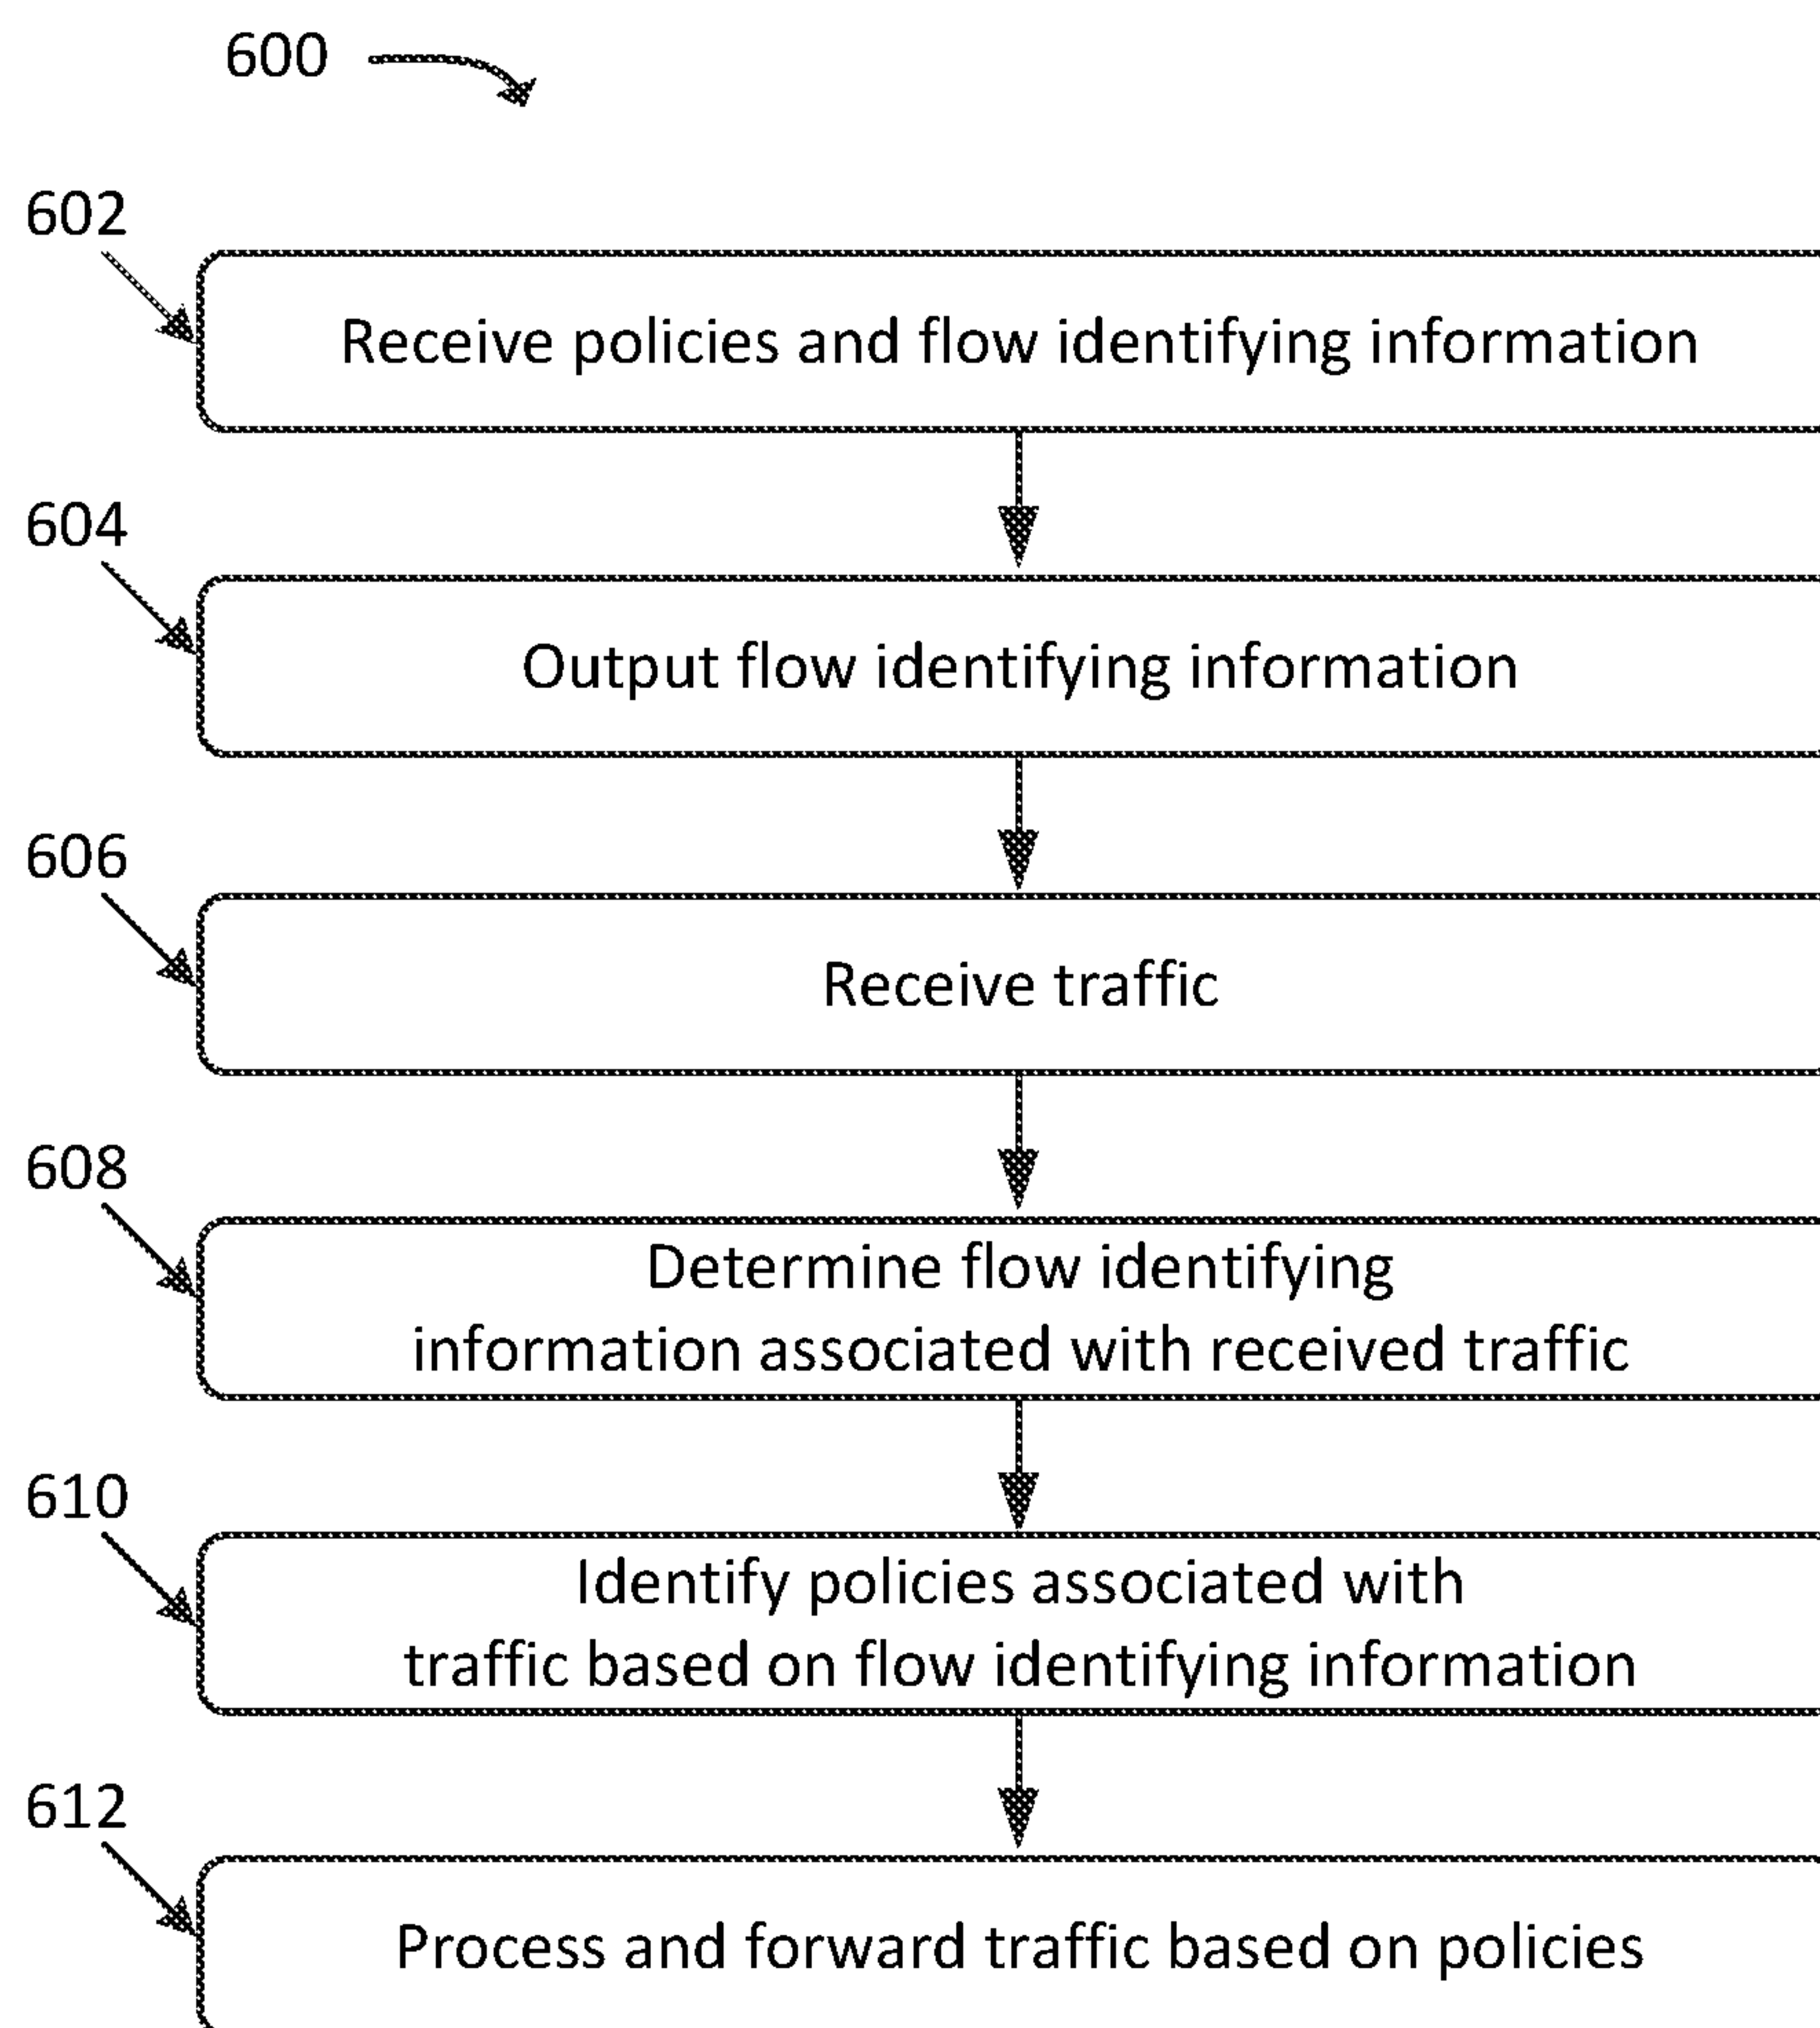 600
602
Receive policies and flow identifying information
604
Output flow identifying information
606
Receive traffic
608
Determine flow identifying
information associated with received traffic
610
Identify policies associated with
traffic based on flow identifying information
612
Process and forward traffic based on policies